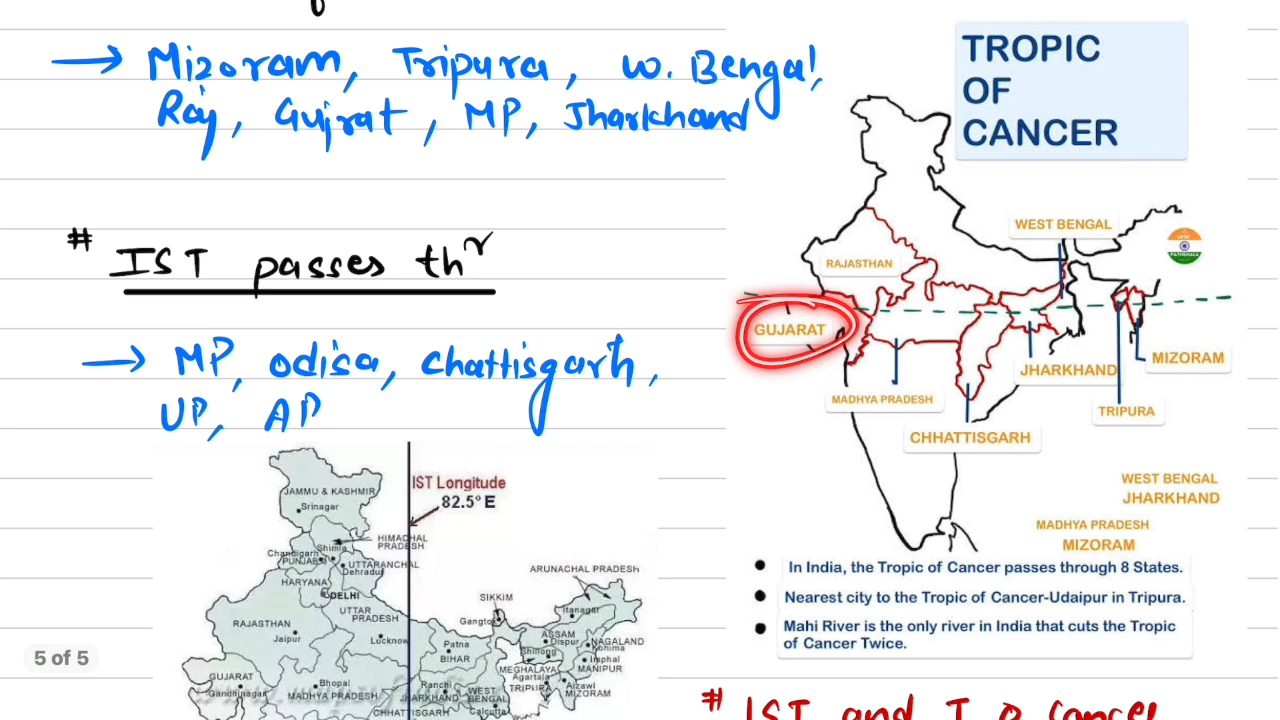 → Mizoram, Tripura, W. Bengal,
Raj, Gujrat, MP, Jharkhand
# IST passes thr
→ MP, odisa, chattisgarh,
UP, AP
IST Longitude
82.5° E
JAMMU & KASHMIR
Srinagar
HIMACHAL
PRADESH
Shimla
Chandigarh
PUNJAB
UTTARANCHAL
Dehradun
HARYANA
DELHI
UTTAR
PRADESH
RAJASTHAN
Jaipur
Lucknow
ARUNACHAL PRADESH
SIKKIM
Itanagar
Gangtok
ASSAM
Dispur
NAGALAND
Kohima
Shillong
Imphal
MANIPUR
MEGHALAYA
Agartala
TRIPURA
Aizawl
MIZORAM
Patna
BIHAR
GUJARAT
Gandhinagar
Bhopal
MADHYA PRADESH
Ranchi
JHARKHAND
WEST
BENGAL
Calcutta
CHHATTISGARH
5 of 5
TROPIC
OF
CANCER
WEST BENGAL
RAJASTHAN
PATHSHALA
GUJARAT
MIZORAM
JHARKHAND
MADHYA PRADESH
TRIPURA
CHHATTISGARH
WEST BENGAL
JHARKHAND
MADHYA PRADESH
MIZORAM
● In India, the Tropic of Cancer passes through 8 States.
● Nearest city to the Tropic of Cancer-Udaipur in Tripura.
● Mahi River is the only river in India that cuts the Tropic
of Cancer Twice.
# IST and T o cancer